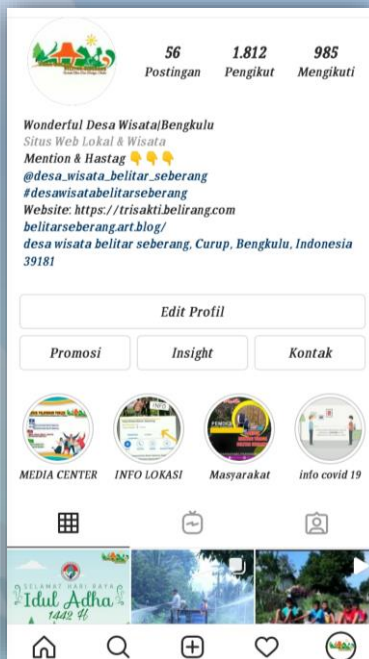 56 1.812 985
Postingan Pengikut Mengikuti
Wonderful Desa Wisata|Bengkulu
Situs Web Lokal & Wisata
Mention & Hastag 👇👇👇
@desa_wisata_belitar_seberang
#desawisatabelitarseberang
Website: https://trisakti.belirang.com
belitarseberang.art.blog/
desa wisata belitar seberang, Curup, Bengkulu, Indonesia
39181
Edit Profil
Promosi Insight Kontak
INFO
MEDIA CENTER INFO LOKASI Masyarakat info covid 19
SELAMAT HARI RAYA
Idul Adha
1442 H